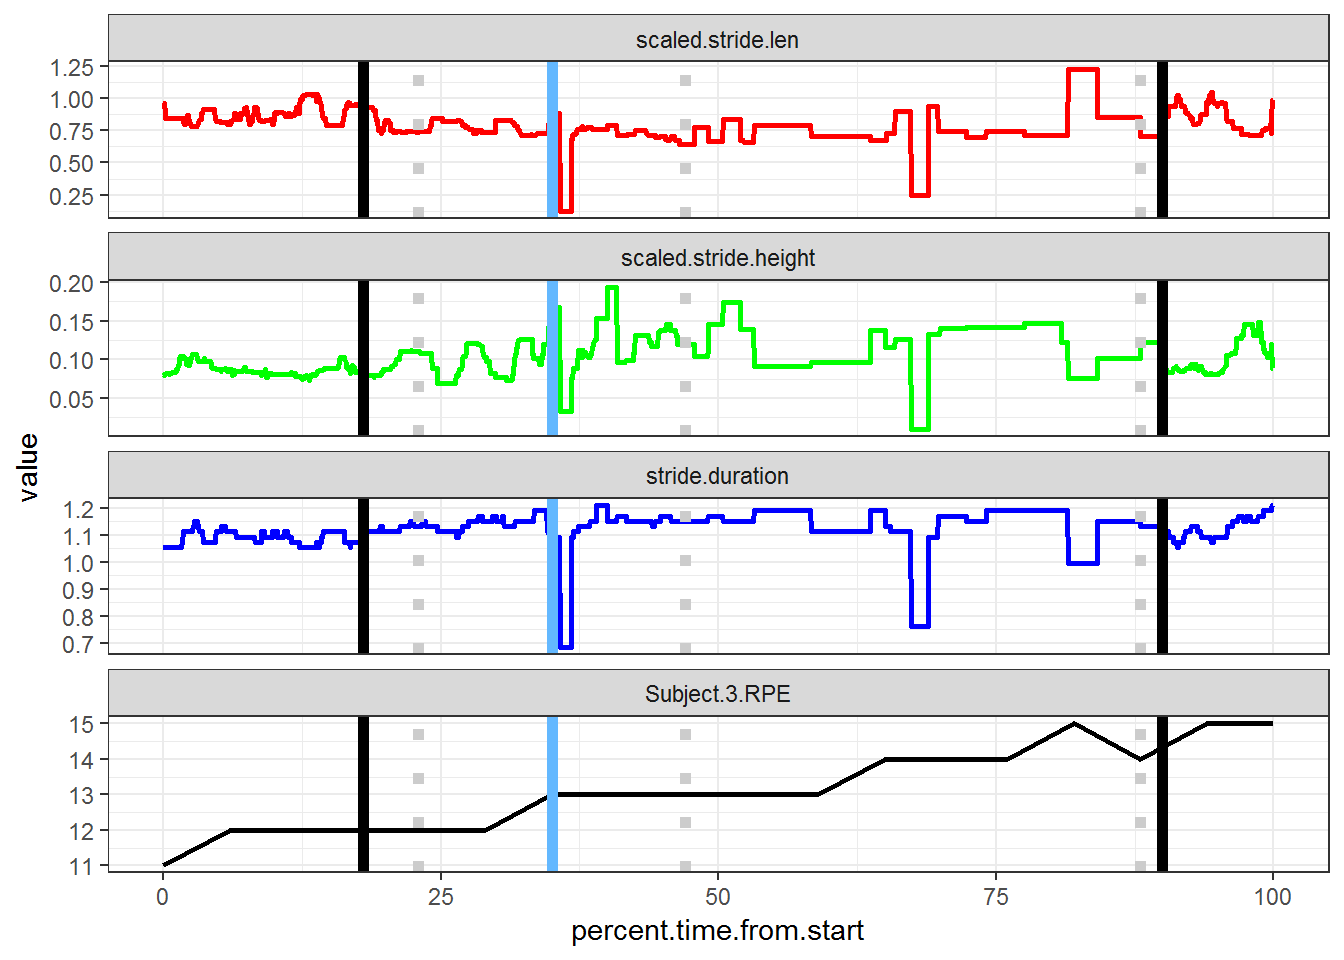 scaled.stride.len
1.25
1.00
0.75
0.50
0.25
scaled.stride.height
0.20
0.15
0.10
0.05
value
stride.duration
1.2
1.1
1.0
0.9
0.8
0.7
Subject.3.RPE
15
14
13
12
11
0 25 50 75 100
percent.time.from.start